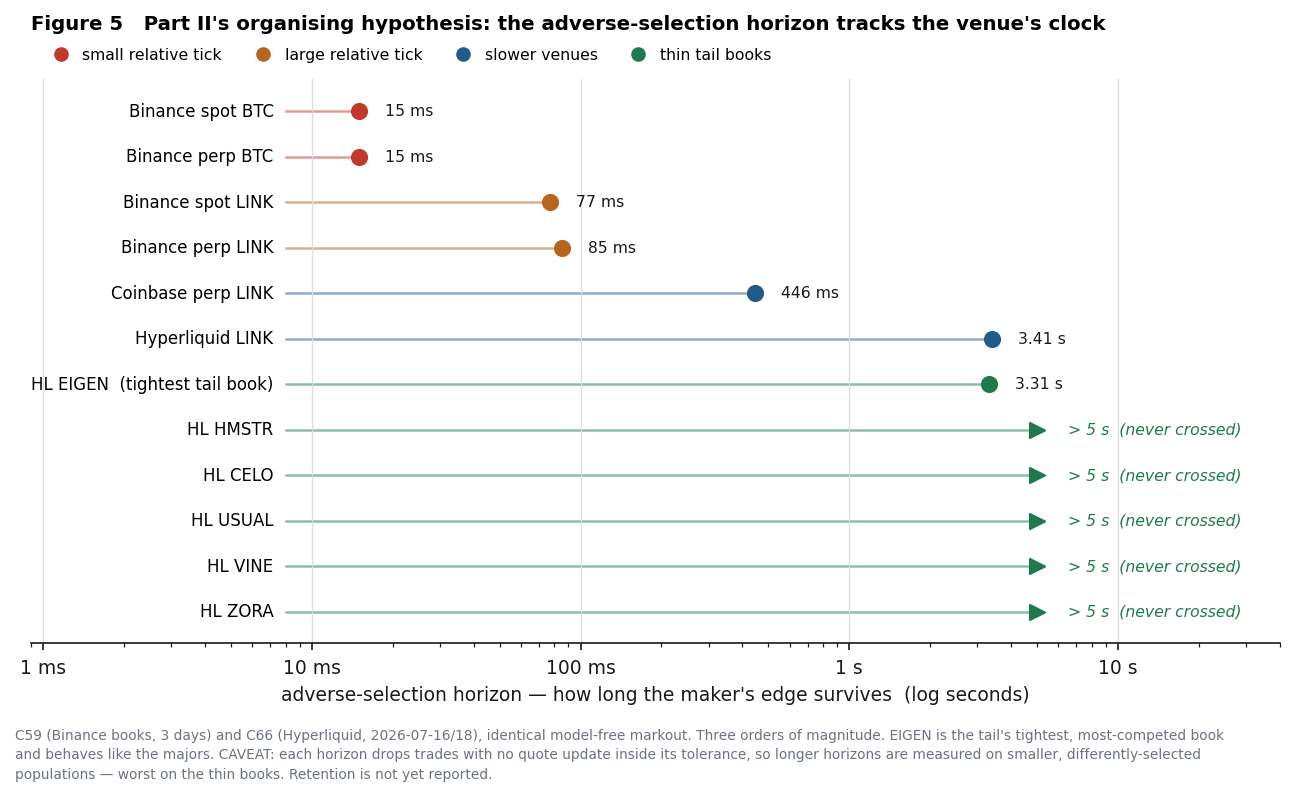 Figure 5   Part II's organising hypothesis: the adverse-selection horizon tracks the venue's clock
small relative tick   large relative tick   slower venues   thin tail books
Binance spot BTC   15 ms
Binance perp BTC   15 ms
Binance spot LINK   77 ms
Binance perp LINK   85 ms
Coinbase perp LINK   446 ms
Hyperliquid LINK   3.41 s
HL EIGEN  (tightest tail book)   3.31 s
HL HMSTR   > 5 s  (never crossed)
HL CELO   > 5 s  (never crossed)
HL USUAL   > 5 s  (never crossed)
HL VINE   > 5 s  (never crossed)
HL ZORA   > 5 s  (never crossed)
1 ms   10 ms   100 ms   1 s   10 s
adverse-selection horizon — how long the maker's edge survives  (log seconds)
C59 (Binance books, 3 days) and C66 (Hyperliquid, 2026-07-16/18), identical model-free markout. Three orders of magnitude. EIGEN is the tail's tightest, most-competed book
and behaves like the majors. CAVEAT: each horizon drops trades with no quote update inside its tolerance, so longer horizons are measured on smaller, differently-selected
populations — worst on the thin books. Retention is not yet reported.